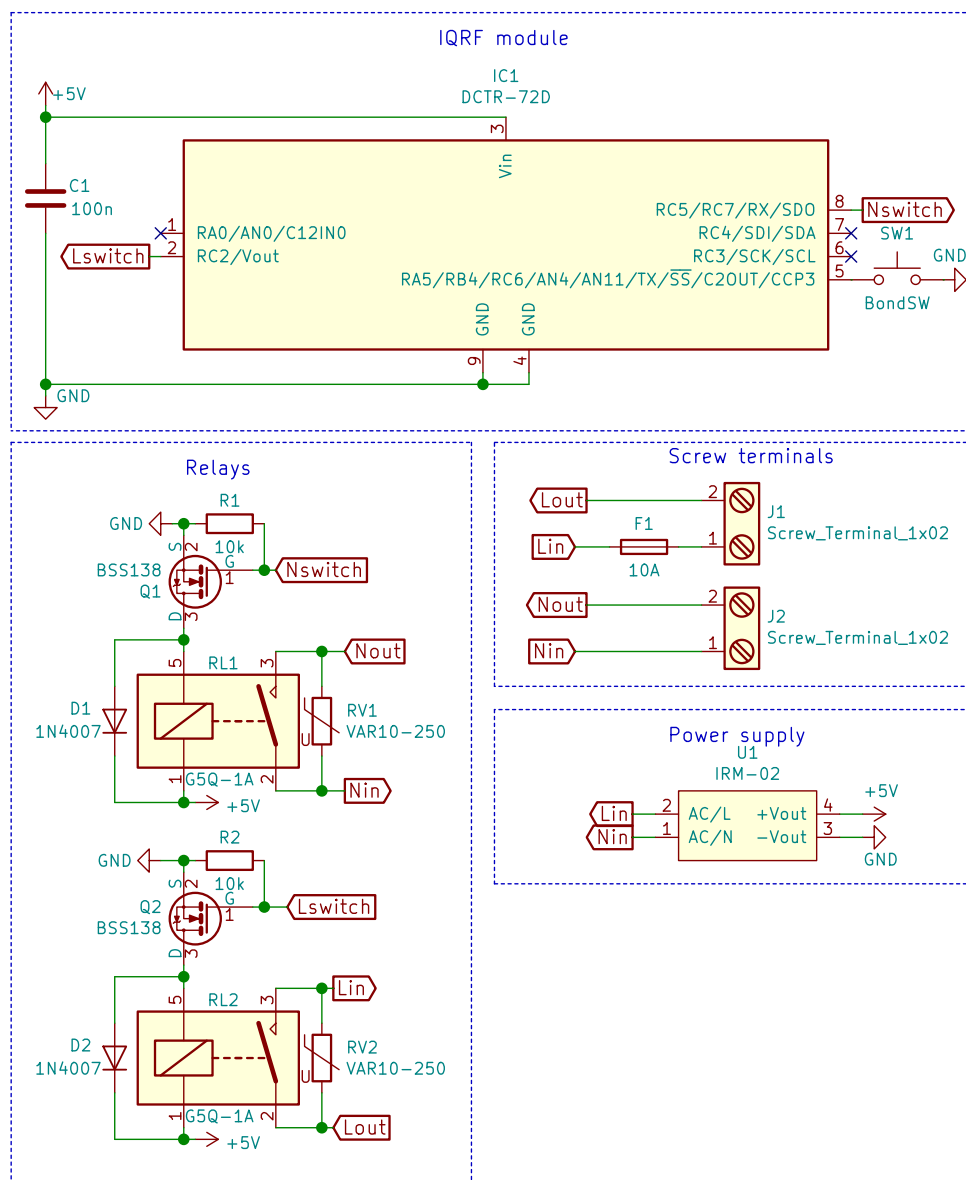 IQRF module
IC1
DCTR-72D
+5V
3
Vin
C1
100n
1
RA0/AN0/C12IN0
Lswitch
2
RC2/Vout
RC5/RC7/RX/SDO
8
Nswitch
RC4/SDI/SDA
7
SW1
RC3/SCK/SCL
6
GND
RA5/RB4/RC6/AN4/AN11/TX/SS/C2OUT/CCP3
5
BondSW
GND
GND
9
4
GND
Relays
R1
GND
10k
S
2
G
1
Nswitch
BSS138
Q1
D
3
5
RL1
3
Nout
D1
1N4007
RV1
VAR10-250
U
1
G5Q-1A
2
Nin
+5V
R2
GND
10k
S
2
G
1
Lswitch
Q2
BSS138
D
3
5
RL2
3
Lin
D2
1N4007
RV2
VAR10-250
U
1
G5Q-1A
2
Lout
+5V
Screw terminals
Lout
2
J1
Screw_Terminal_1x02
F1
Lin
1
10A
Nout
2
J2
Screw_Terminal_1x02
Nin
1
Power supply
U1
IRM-02
+5V
Lin
2
AC/L
+Vout
4
Nin
1
AC/N
-Vout
3
GND